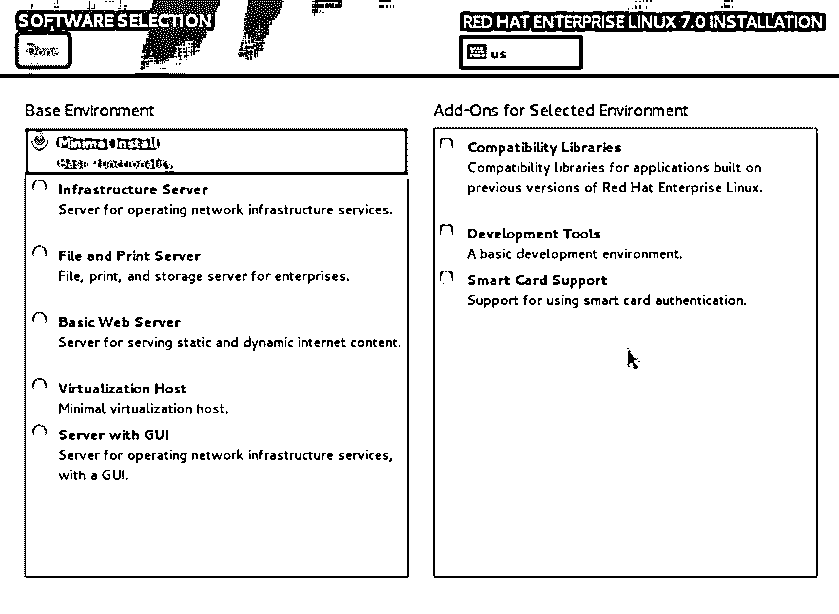 SOFTWARE SELECTION
RED HAT ENTERPRISE LINUX 7.0 INSTALLATION
Done
us
Base Environment
Add-Ons for Selected Environment
Minimal Install
Basic functionality.
Infrastructure Server
Server for operating network infrastructure services.
File and Print Server
File, print, and storage server for enterprises.
Basic Web Server
Server for serving static and dynamic internet content.
Virtualization Host
Minimal virtualization host.
Server with GUI
Server for operating network infrastructure services,
with a GUI.
Compatibility Libraries
Compatibility libraries for applications built on
previous versions of Red Hat Enterprise Linux.
Development Tools
A basic development environment.
Smart Card Support
Support for using smart card authentication.